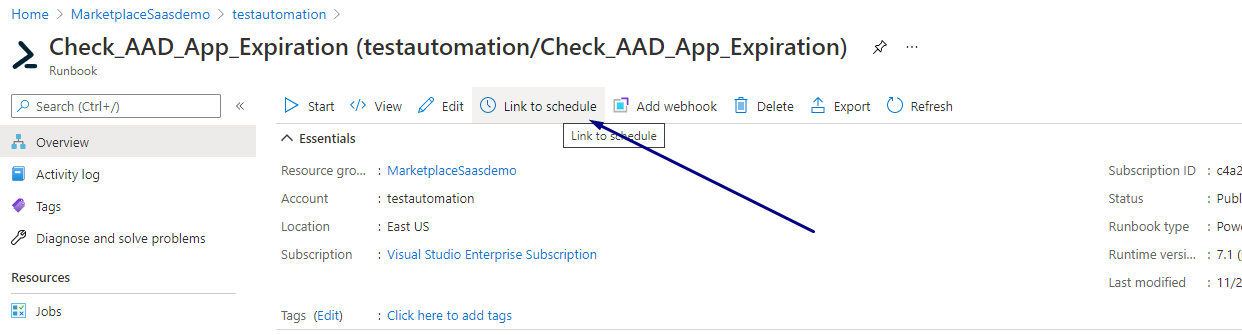 Home > MarketplaceSaasdemo > testautomation >
Check_AAD_App_Expiration (testautomation/Check_AAD_App_Expiration) ...
Runbook
Search (Ctrl+/) «
Start View Edit Link to schedule Add webhook Delete Export Refresh
Link to schedule
Overview
Activity log
Tags
Diagnose and solve problems
Resources
Jobs
Essentials
Resource gro... : MarketplaceSaasdemo
Account : testautomation
Location : East US
Subscription : Visual Studio Enterprise Subscription
Subscription ID : c4a2
Status : Publ
Runbook type : Powe
Runtime versi... : 7.1 (
Last modified : 11/2
Tags (Edit) : Click here to add tags